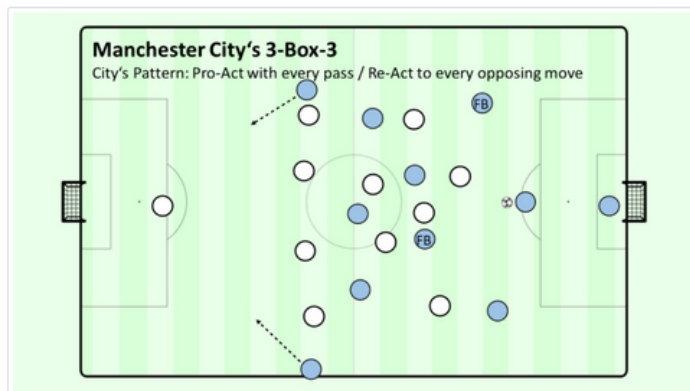 Manchester City's 3-Box-3
City's Pattern: Pro-Act with every pass / Re-Act to every opposing move
FB
FB